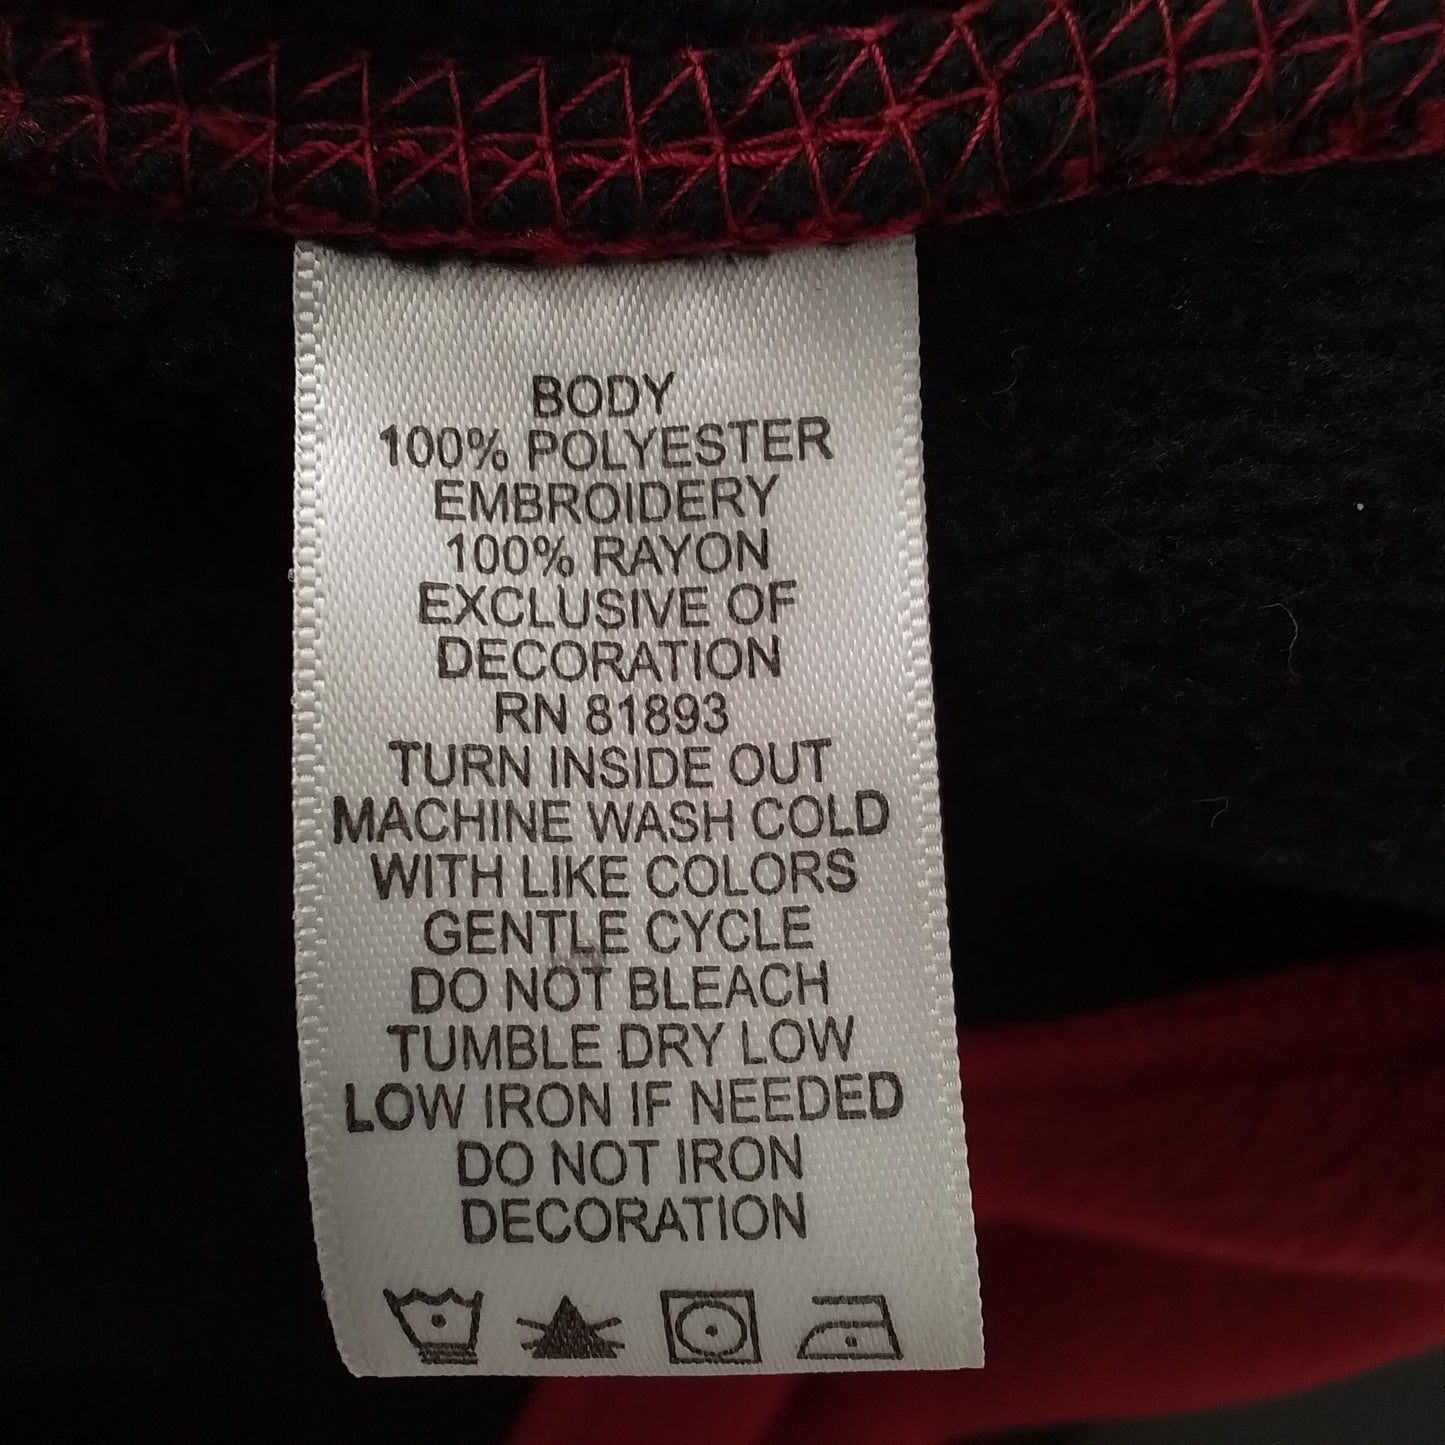 BODY
100% POLYESTER
EMBROIDERY
100% RAYON
EXCLUSIVE OF
DECORATION
RN 81893
TURN INSIDE OUT
MACHINE WASH COLD
WITH LIKE COLORS
GENTLE CYCLE
DO NOT BLEACH
TUMBLE DRY LOW
LOW IRON IF NEEDED
DO NOT IRON
DECORATION